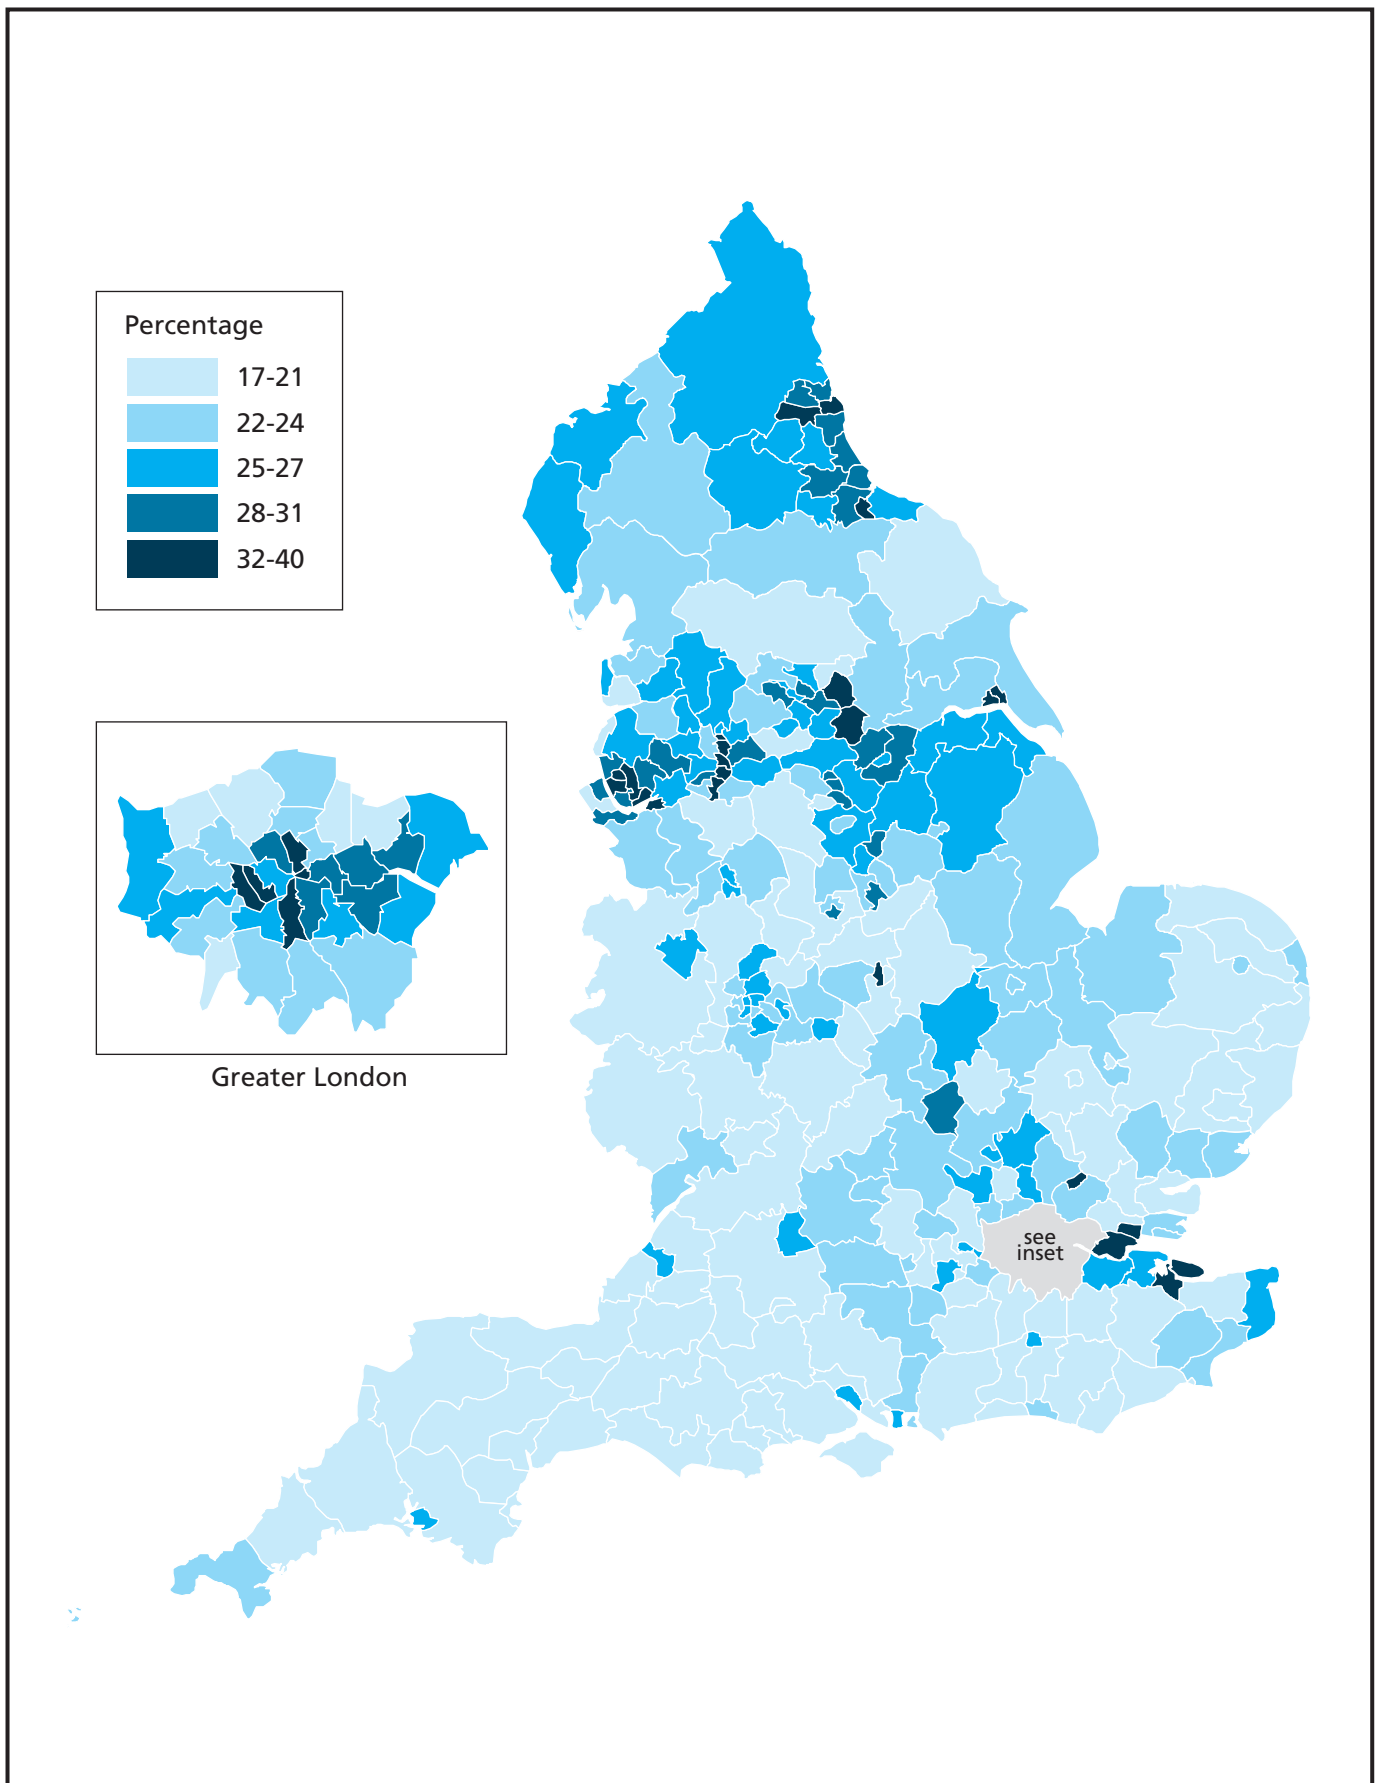 Percentage
17-21
22-24
25-27
28-31
32-40
Greater London
see
inset